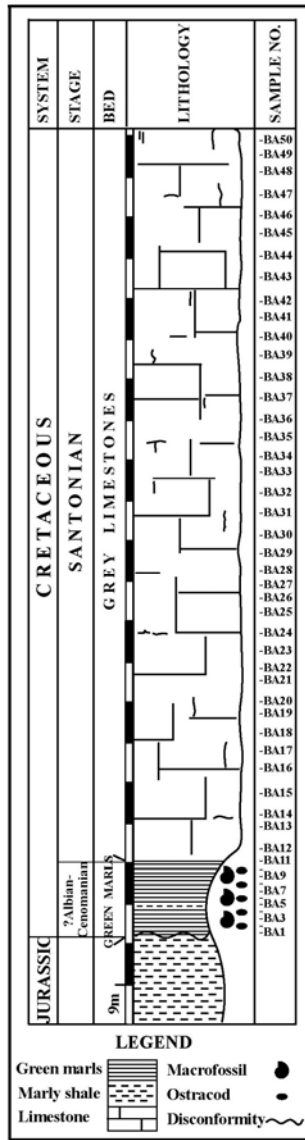 SYSTEM
STAGE
BED
LITHOLOGY
SAMPLE NO.
CRETACEOUS
JURASSIC
SANTONIAN
?Albian-
Cenomanian
GREY LIMESTONES
GREEN MARLS
9m
-BA50
-BA49
-BA48
-BA47
-BA46
-BA45
-BA44
-BA43
-BA42
-BA41
-BA40
-BA39
-BA38
-BA37
-BA36
-BA35
-BA34
-BA33
-BA32
-BA31
-BA30
-BA29
-BA28
-BA27
-BA26
-BA25
-BA24
-BA23
-BA22
-BA21
-BA20
-BA19
-BA18
-BA17
-BA16
-BA15
-BA14
-BA13
-BA12
-BA11
-BA9
-BA7
-BA5
-BA3
-BA1
LEGEND
Green marls
Marly shale
Limestone
Macrofossil
Ostracod
Disconformity